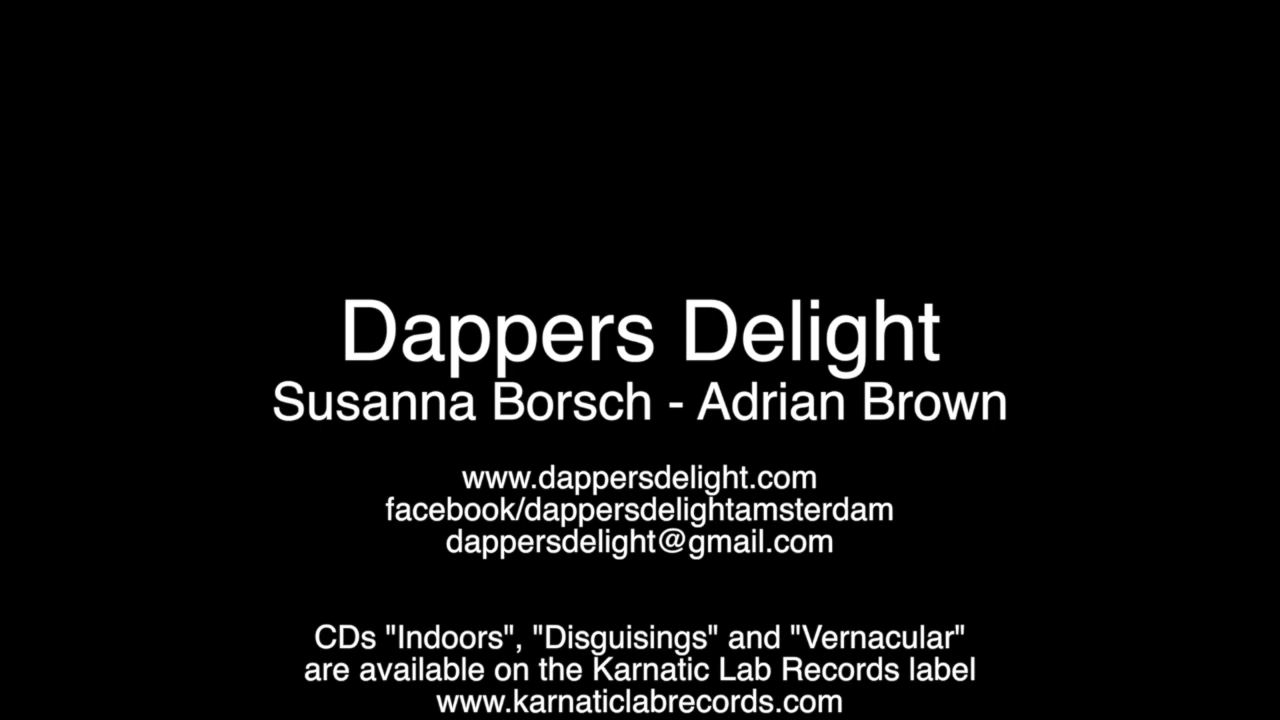 Dappers Delight
Susanna Borsch - Adrian Brown
www.dappersdelight.com
facebook/dappersdelightamsterdam
dappersdelight@gmail.com
CDs "Indoors", "Disguisings" and "Vernacular"
are available on the Karnatic Lab Records label
www.karnaticlabrecords.com